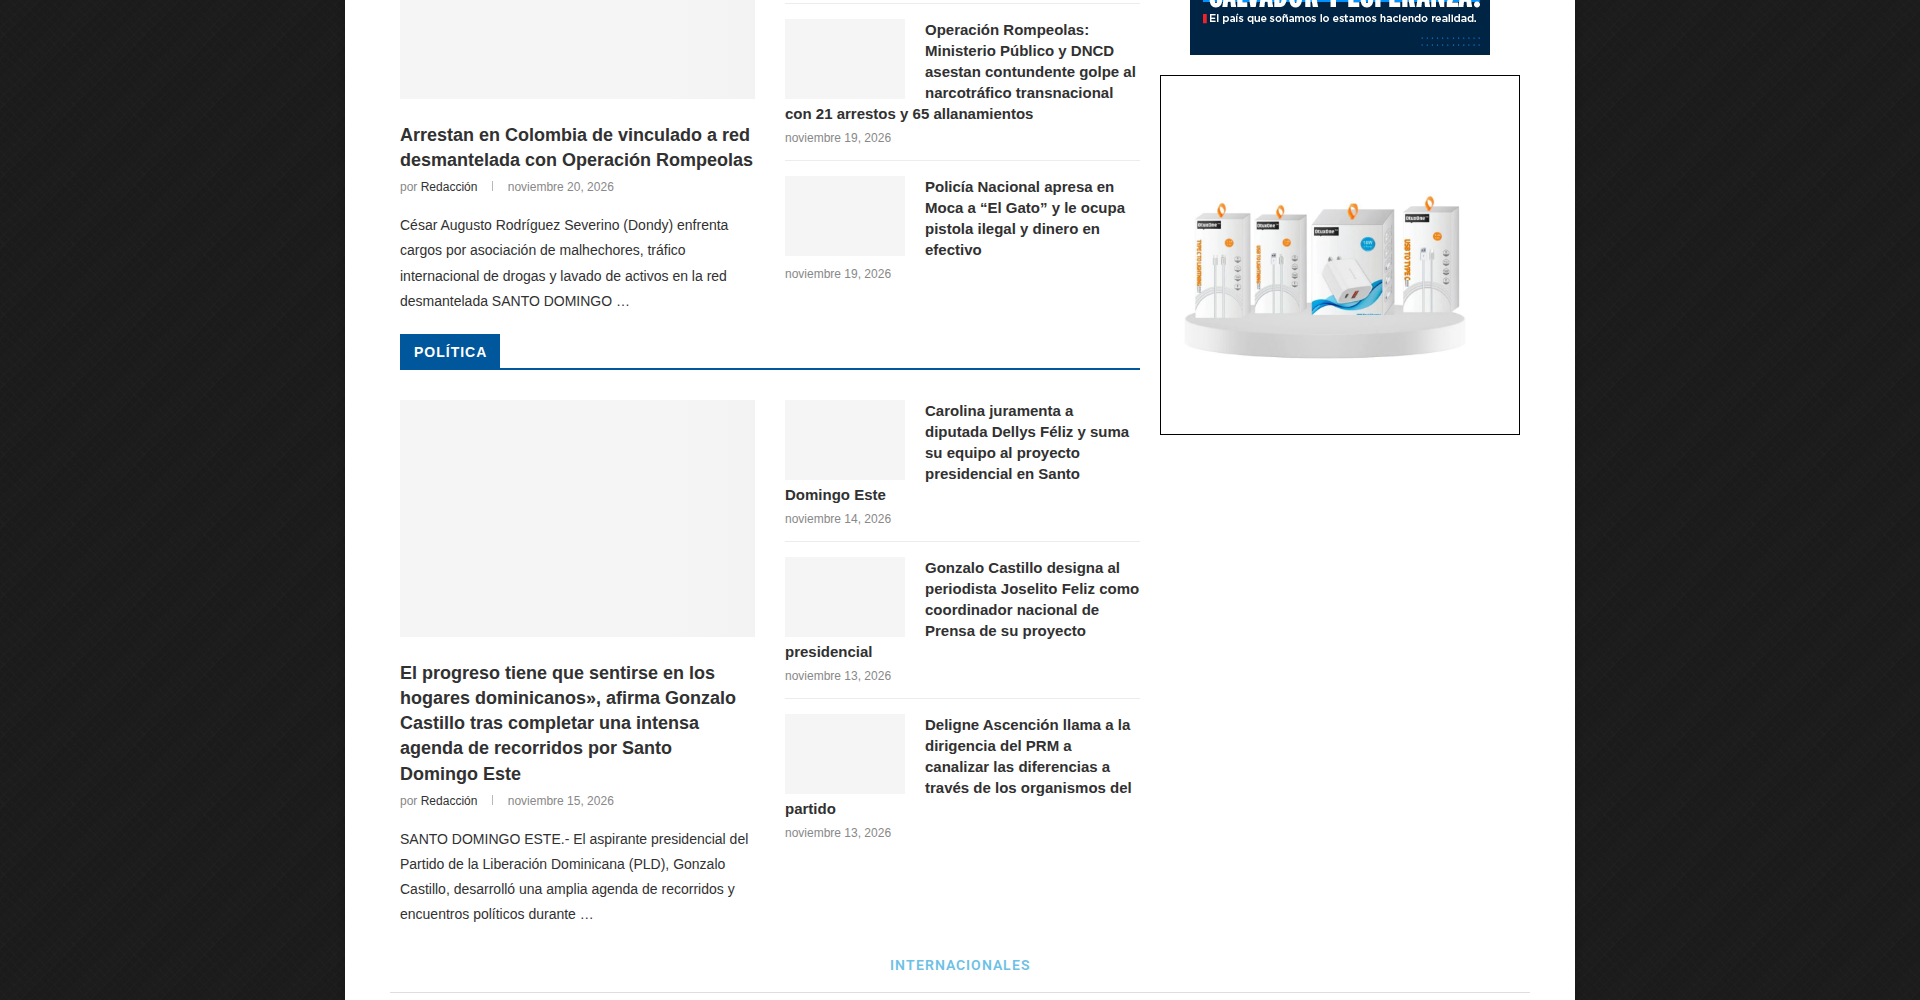 Arrestan en Colombia de vinculado a red
desmantelada con Operación Rompeolas
por Redacción
noviembre 20, 2026
César Augusto Rodríguez Severino (Dondy) enfrenta
cargos por asociación de malhechores, tráfico
internacional de drogas y lavado de activos en la red
desmantelada SANTO DOMINGO …
Operación Rompeolas:
Ministerio Público y DNCD
asestan contundente golpe al
narcotráfico transnacional
con 21 arrestos y 65 allanamientos
noviembre 19, 2026
Policía Nacional apresa en
Moca a “El Gato” y le ocupa
pistola ilegal y dinero en
efectivo
noviembre 19, 2026
POLÍTICA
El progreso tiene que sentirse en los
hogares dominicanos», afirma Gonzalo
Castillo tras completar una intensa
agenda de recorridos por Santo
Domingo Este
por Redacción
noviembre 15, 2026
SANTO DOMINGO ESTE.- El aspirante presidencial del
Partido de la Liberación Dominicana (PLD), Gonzalo
Castillo, desarrolló una amplia agenda de recorridos y
encuentros políticos durante …
Carolina juramenta a
diputada Dellys Féliz y suma
su equipo al proyecto
presidencial en Santo
Domingo Este
noviembre 14, 2026
Gonzalo Castillo designa al
periodista Joselito Feliz como
coordinador nacional de
Prensa de su proyecto
presidencial
noviembre 13, 2026
Deligne Ascención llama a la
dirigencia del PRM a
canalizar las diferencias a
través de los organismos del
partido
noviembre 13, 2026
SALVADOR Y ESPERANZA.
El país que soñamos lo estamos haciendo realidad.
USB TO TYPE C
INTERNACIONALES